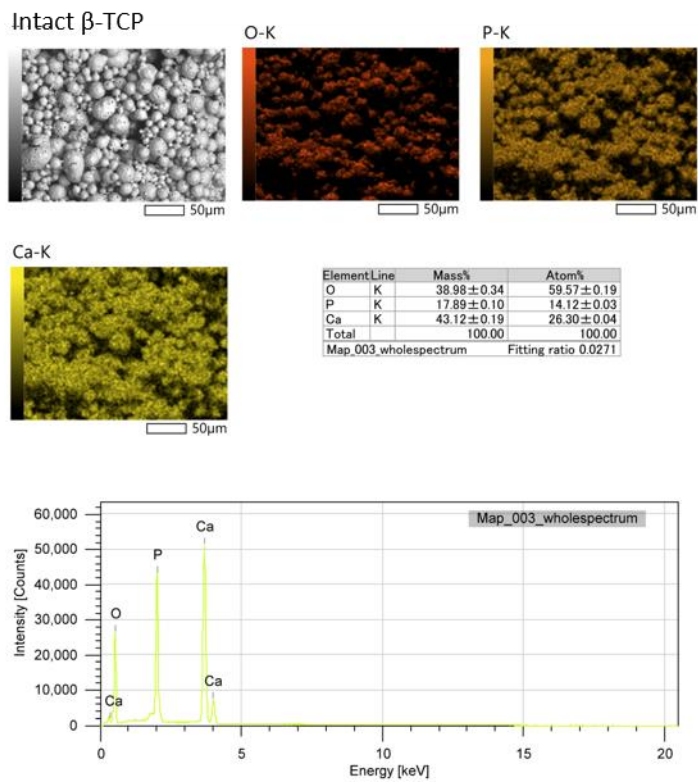 Intact β-TCP
O-K
P-K
50μm
50μm
50μm
Ca-K
50μm
Element Line Mass% Atom%
O K 38.98±0.34 59.57±0.19
P K 17.89±0.10 14.12±0.03
Ca K 43.12±0.19 26.30±0.04
Total 100.00 100.00
Map_003_wholespectrum Fitting ratio 0.0271
Map_003_wholespectrum
60,000
50,000
40,000
30,000
20,000
10,000
0
Intensity [Counts]
Ca
O
P
Ca
Ca
0 5 10 15 20
Energy [keV]